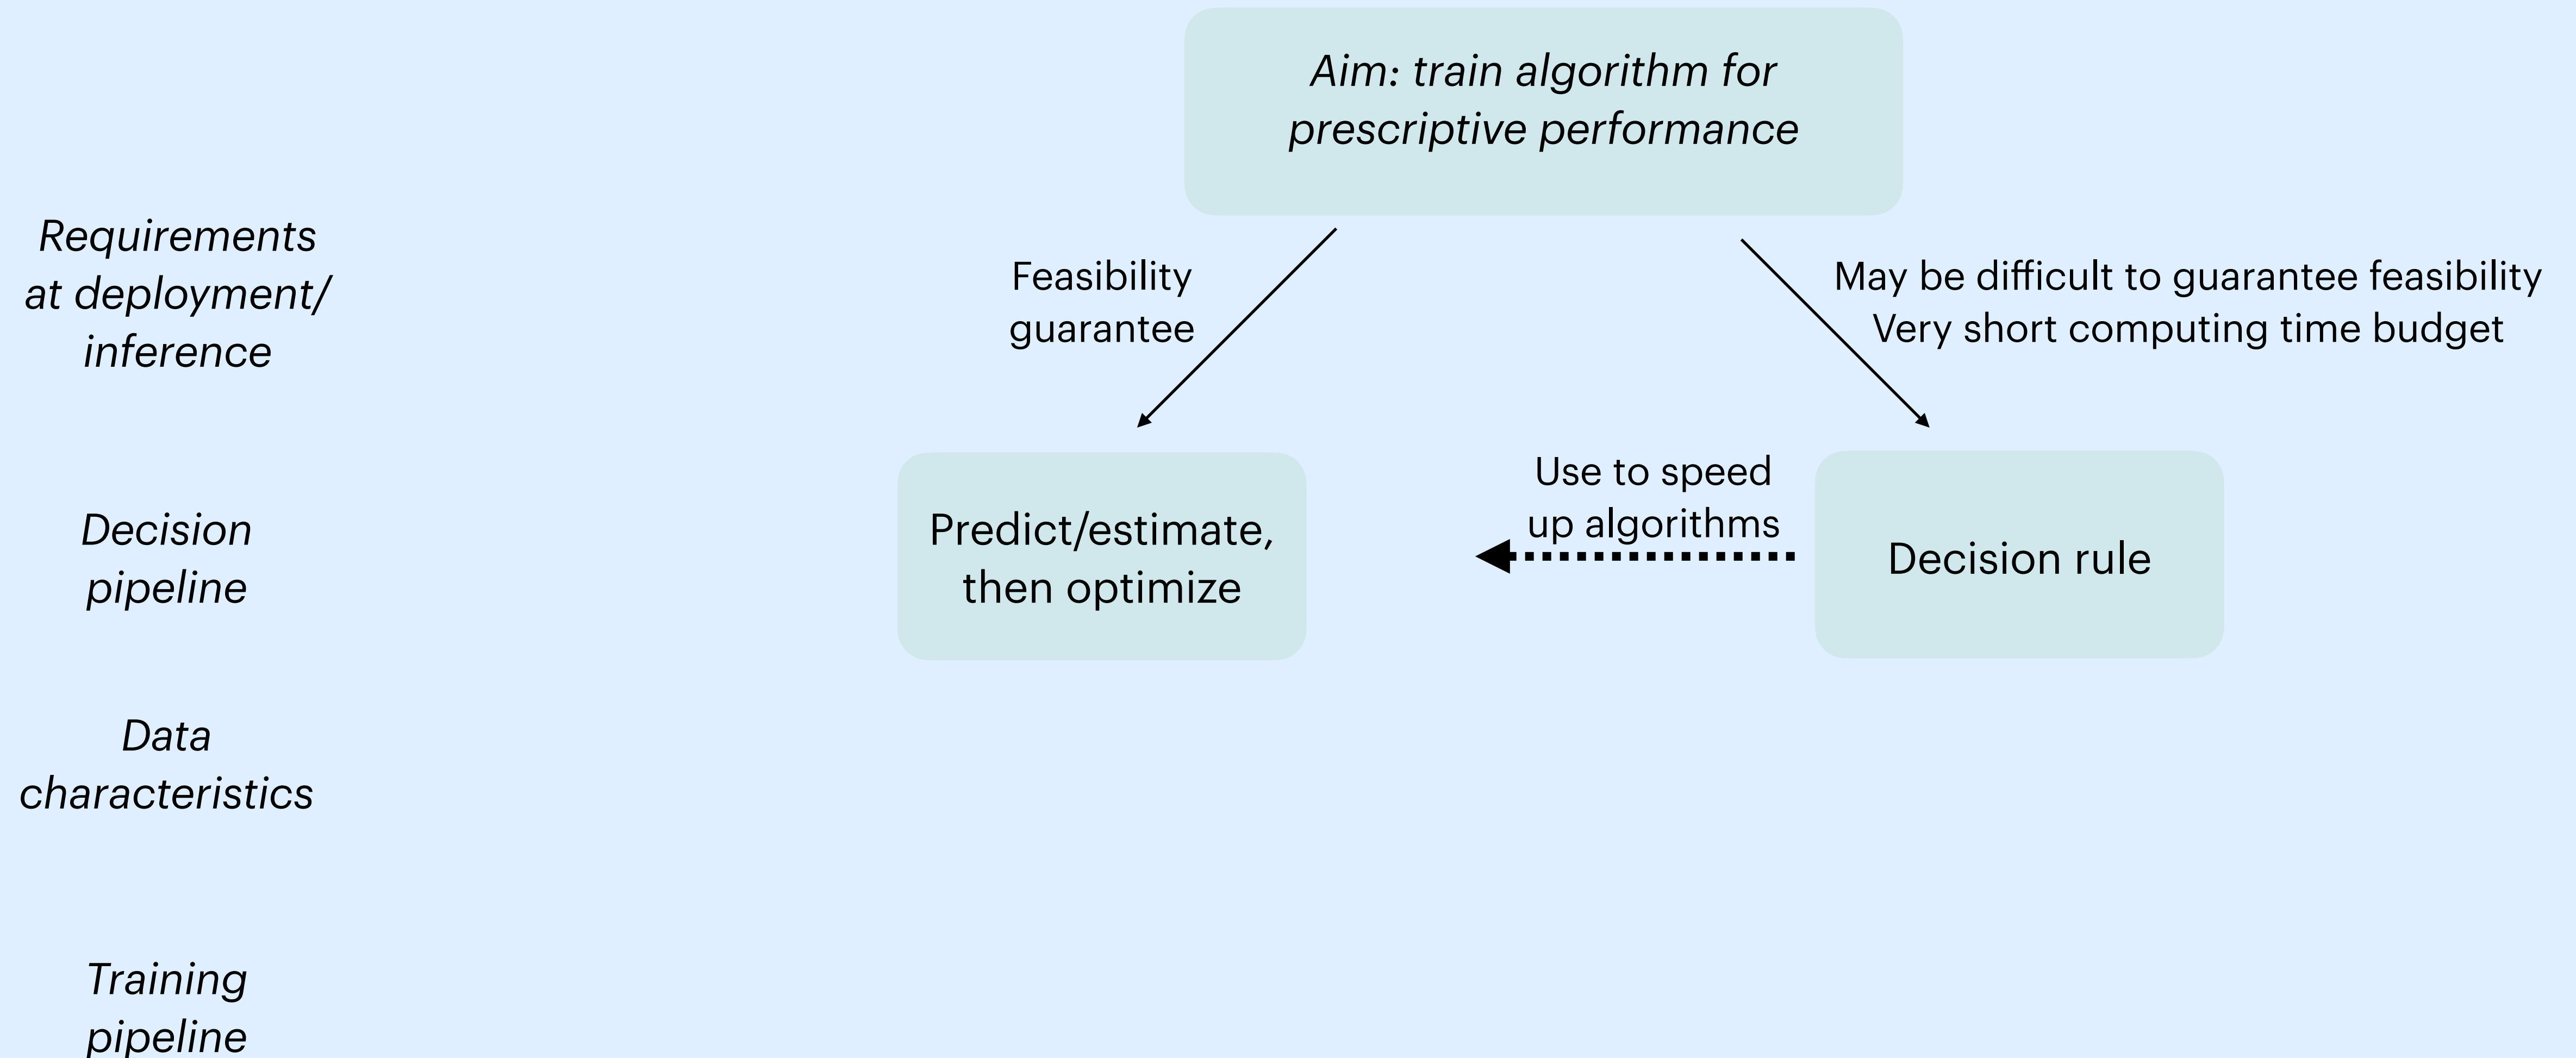 Aim: train algorithm for
prescriptive performance
Requirements
at deployment/
inference
Feasibility
guarantee
May be difficult to guarantee feasibility
Very short computing time budget
Decision
pipeline
Predict/estimate,
then optimize
Use to speed
up algorithms
Decision rule
Data
characteristics
Training
pipeline